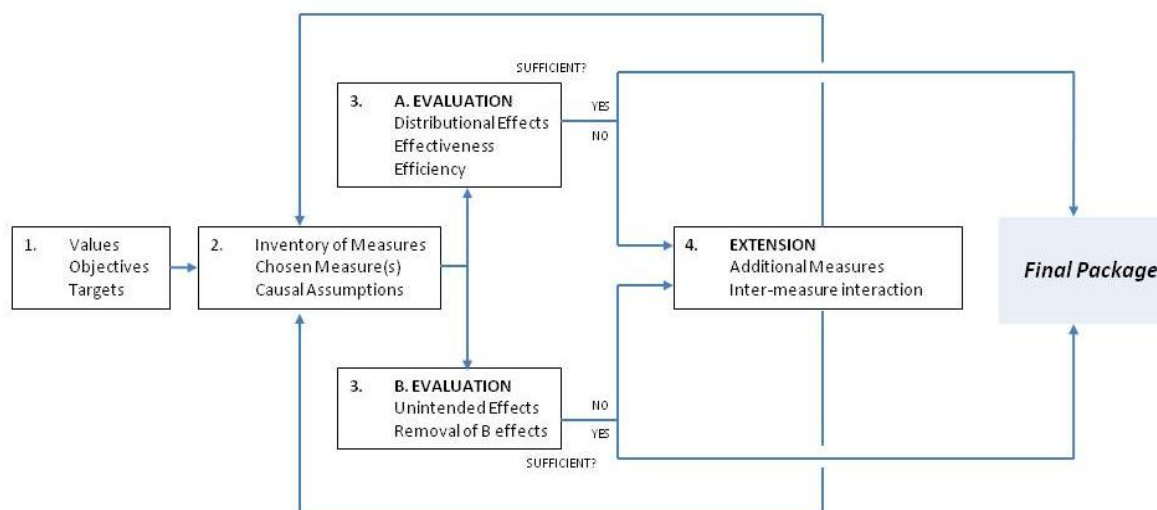 SUFFICIENT?
3. A. EVALUATION
Distributional Effects
Effectiveness
Efficiency
YES
NO
1. Values
Objectives
Targets
2. Inventory of Measures
Chosen Measure(s)
Causal Assumptions
4. EXTENSION
Additional Measures
Inter-measure interaction
Final Package
3. B. EVALUATION
Unintended Effects
Removal of B effects
NO
YES
SUFFICIENT?